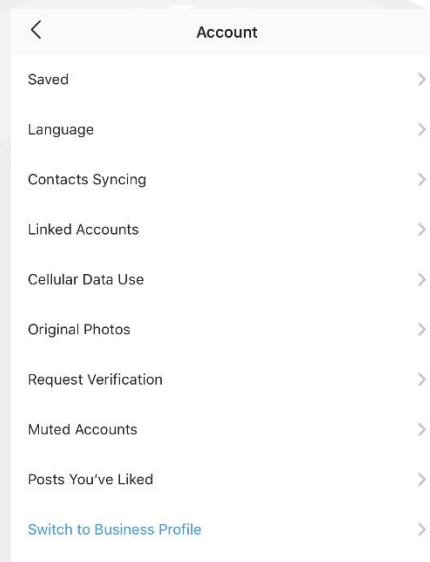 Account
Saved
Language
Contacts Syncing
Linked Accounts
Cellular Data Use
Original Photos
Request Verification
Muted Accounts
Posts You've Liked
Switch to Business Profile